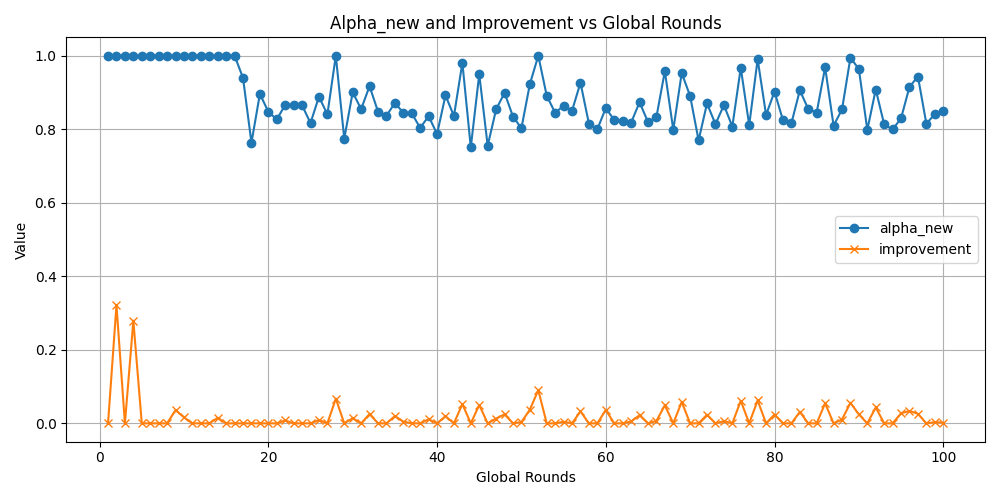 Alpha_new and Improvement vs Global Rounds
1.0
0.8
0.6
0.4
0.2
0.0
Value
alpha_new
improvement
0 20 40 60 80 100
Global Rounds